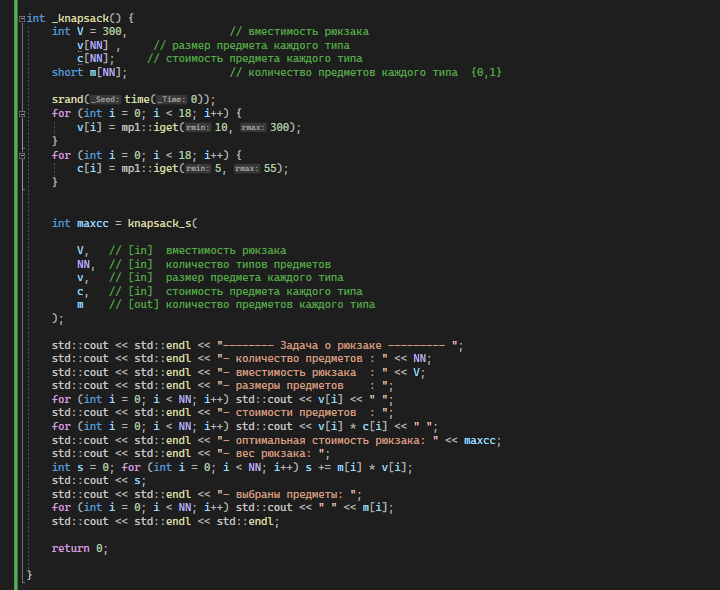 int _knapsack() {
int V = 300, // вместимость рюкзака
v[NN] , // размер предмета каждого типа
c[NN]; // стоимость предмета каждого типа
short m[NN]; // количество предметов каждого типа {0,1}
srand(_Seed: time(_Time: 0));
for (int i = 0; i < 18; i++) {
v[i] = mp1::iget(rmin: 10, rmax: 300);
}
for (int i = 0; i < 18; i++) {
c[i] = mp1::iget(rmin: 5, rmax: 55);
}
int maxcc = knapsack_s(
V, // [in] вместимость рюкзака
NN, // [in] количество типов предметов
v, // [in] размер предмета каждого типа
c, // [in] стоимость предмета каждого типа
m // [out] количество предметов каждого типа
);
std::cout << std::endl << "-------- Задача о рюкзаке --------- ";
std::cout << std::endl << "- количество предметов : " << NN;
std::cout << std::endl << "- вместимость рюкзака : " << V;
std::cout << std::endl << "- размеры предметов : ";
for (int i = 0; i < NN; i++) std::cout << v[i] << " ";
std::cout << std::endl << "- стоимости предметов : ";
for (int i = 0; i < NN; i++) std::cout << v[i] * c[i] << " ";
std::cout << std::endl << "- оптимальная стоимость рюкзака: " << maxcc;
std::cout << std::endl << "- вес рюкзака: ";
int s = 0; for (int i = 0; i < NN; i++) s += m[i] * v[i];
std::cout << s;
std::cout << std::endl << "- выбраны предметы: ";
for (int i = 0; i < NN; i++) std::cout << " " << m[i];
std::cout << std::endl << std::endl;
return 0;
}